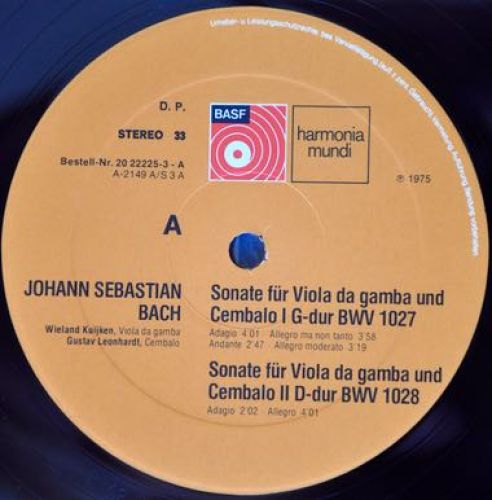 Urheber- u Leistungsschutzrechte
D. P.
STEREO 33
Bestell-Nr. 20 22225-3 - A
A-2149 A/S 3 A
BASF
harmonia
mundi
℗ 1975
A
JOHANN SEBASTIAN
BACH
Wieland Kuijken, Viola da gamba
Gustav Leonhardt, Cembalo
Sonate für Viola da gamba und
Cembalo I G-dur BWV 1027
Adagio 4'01 Allegro ma non tanto 3'58
Andante 2'47 Allegro moderato 3'19
Sonate für Viola da gamba und
Cembalo II D-dur BWV 1028
Adagio 2'02 Allegro 4'01